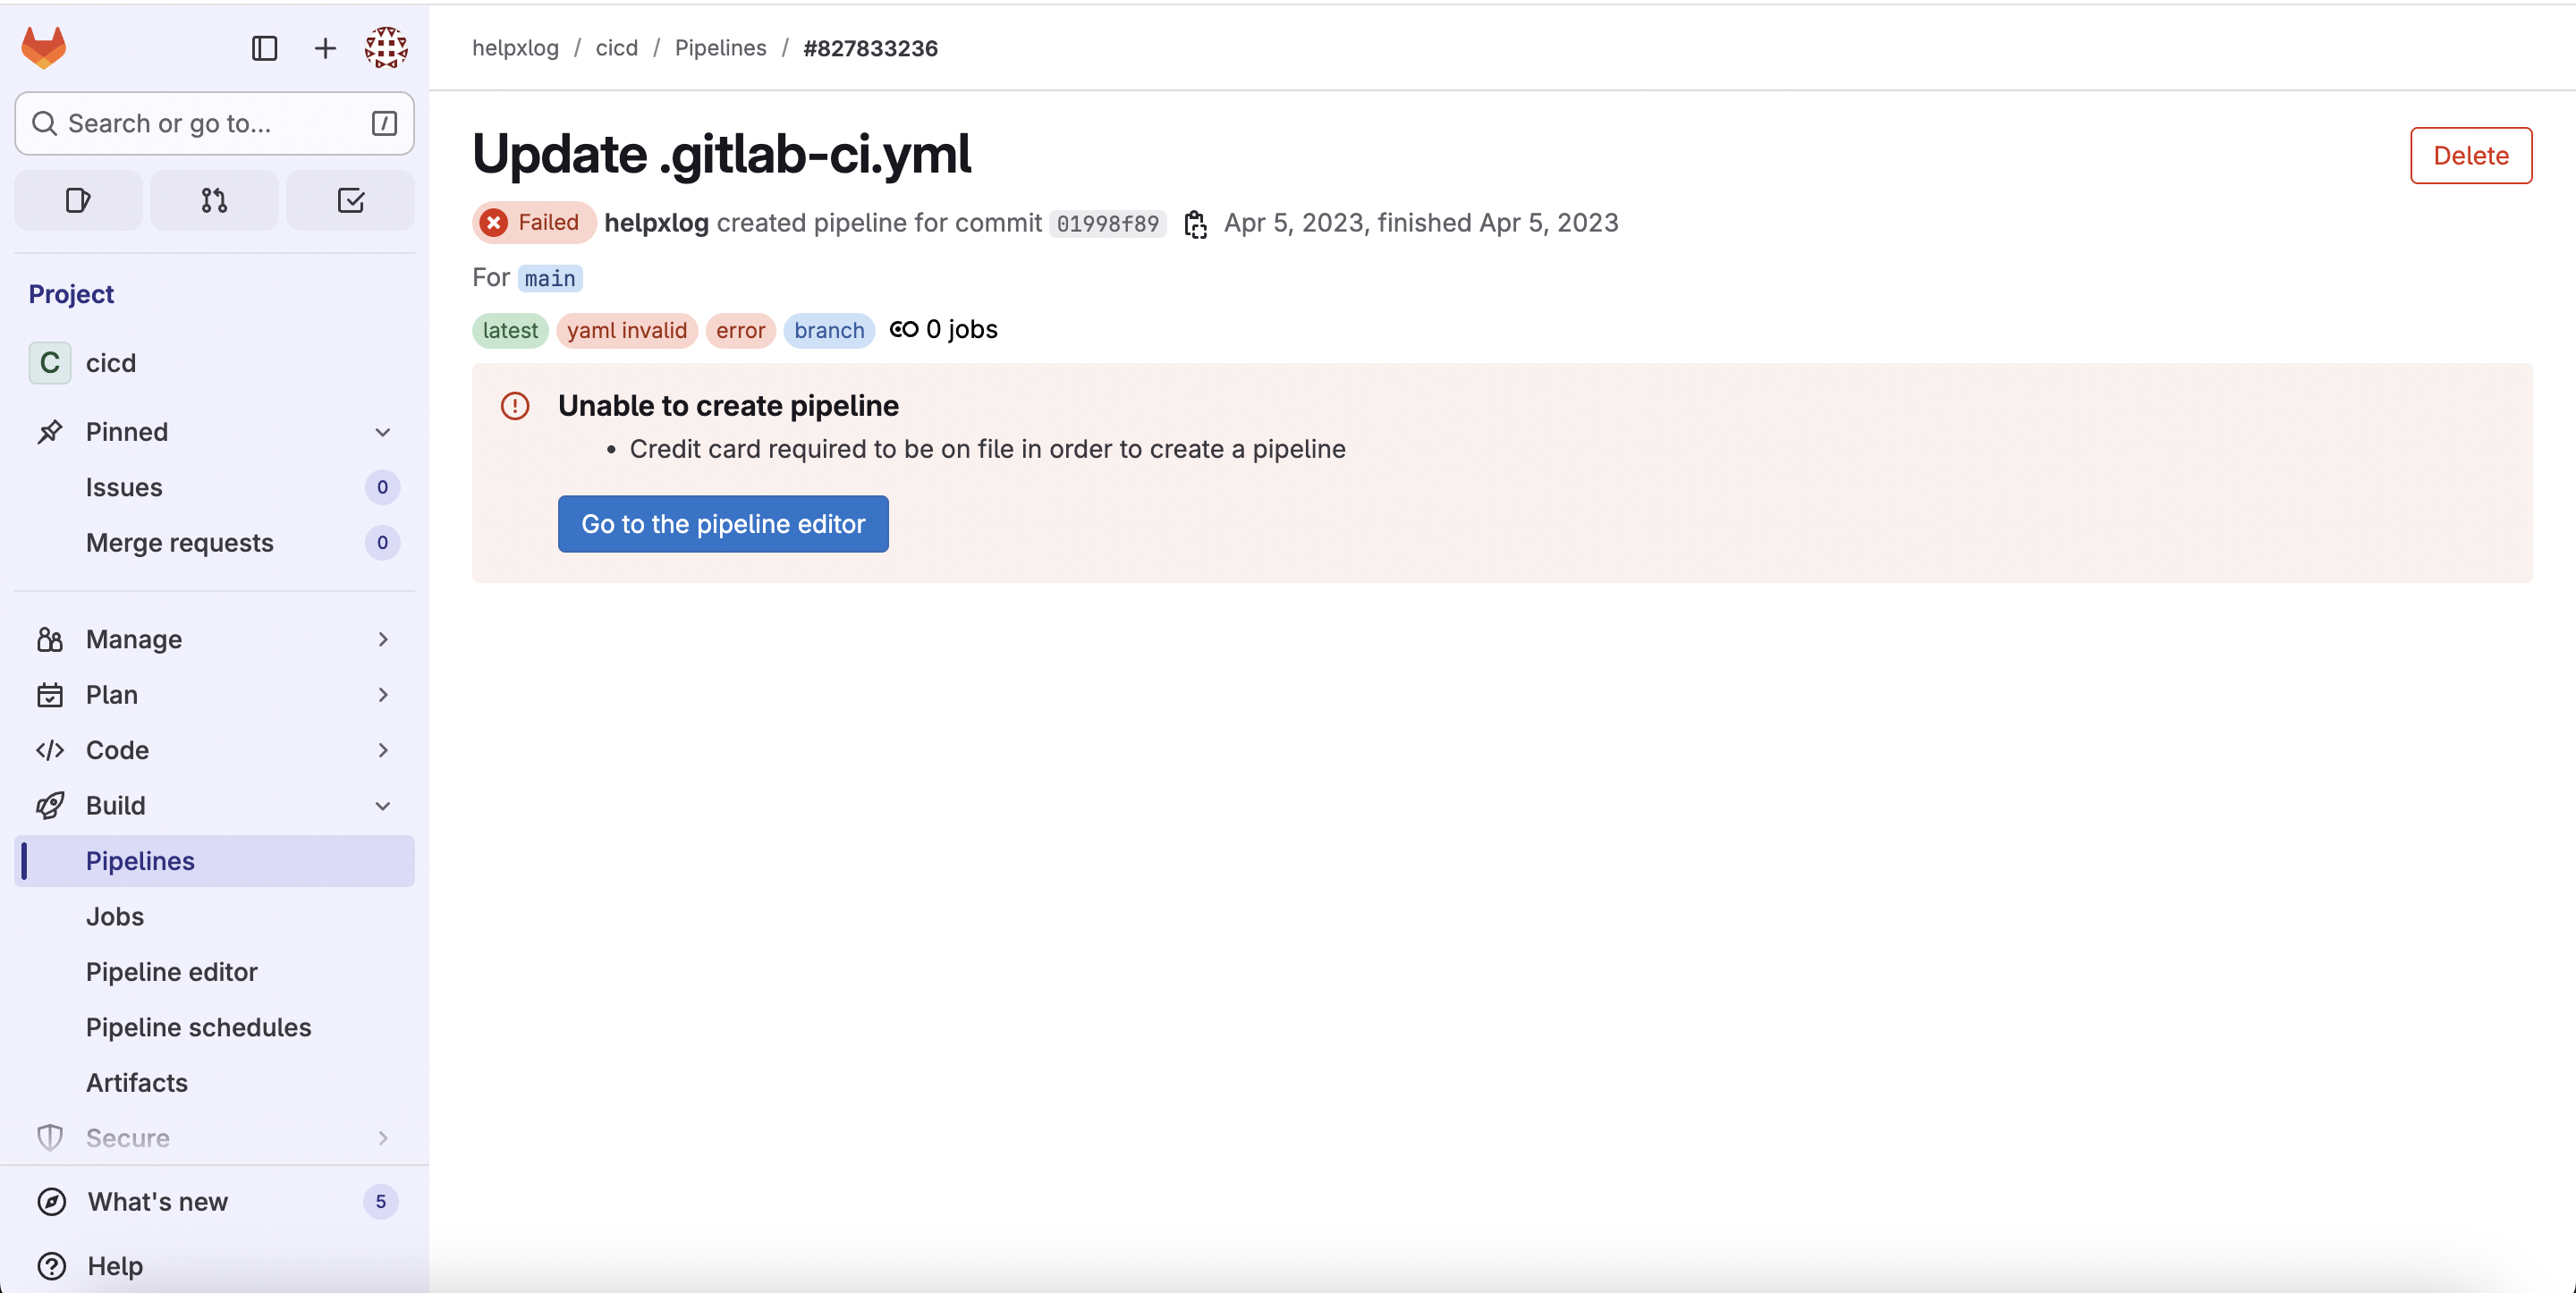 helpxlog / cicd / Pipelines / #827833236
Search or go to... /
Project
C cicd
Pinned
Issues 0
Merge requests 0
Manage
Plan
Code
Build
Pipelines
Jobs
Pipeline editor
Pipeline schedules
Artifacts
Secure
What's new 5
Help
Update .gitlab-ci.yml
Delete
Failed helpxlog created pipeline for commit 01998f89 Apr 5, 2023, finished Apr 5, 2023
For main
latest yaml invalid error branch 0 jobs
Unable to create pipeline
• Credit card required to be on file in order to create a pipeline
Go to the pipeline editor